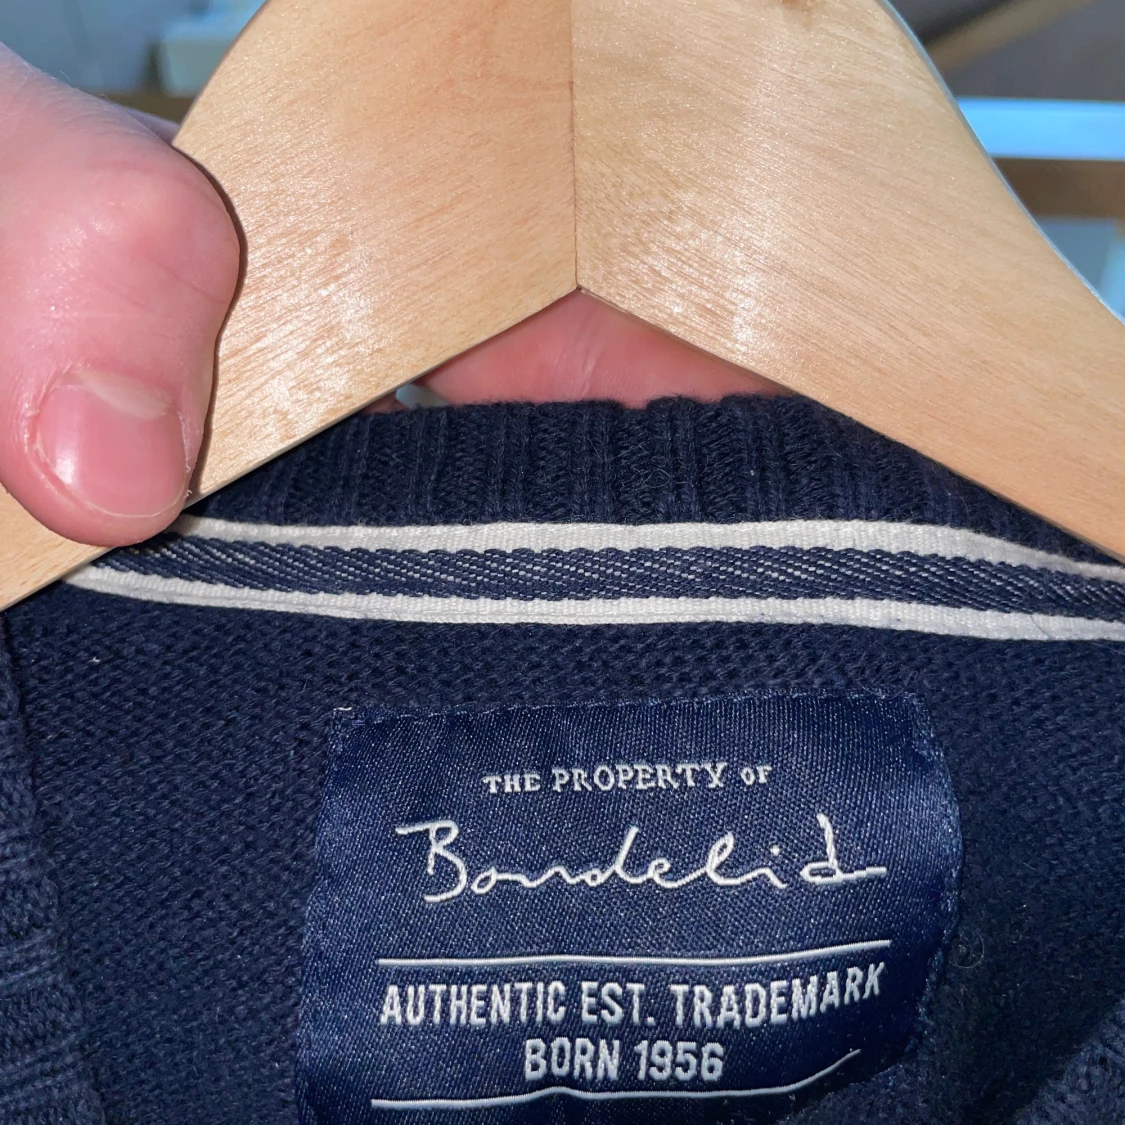 THE PROPERTY OF
Bondelid
AUTHENTIC EST. TRADEMARK
BORN 1956